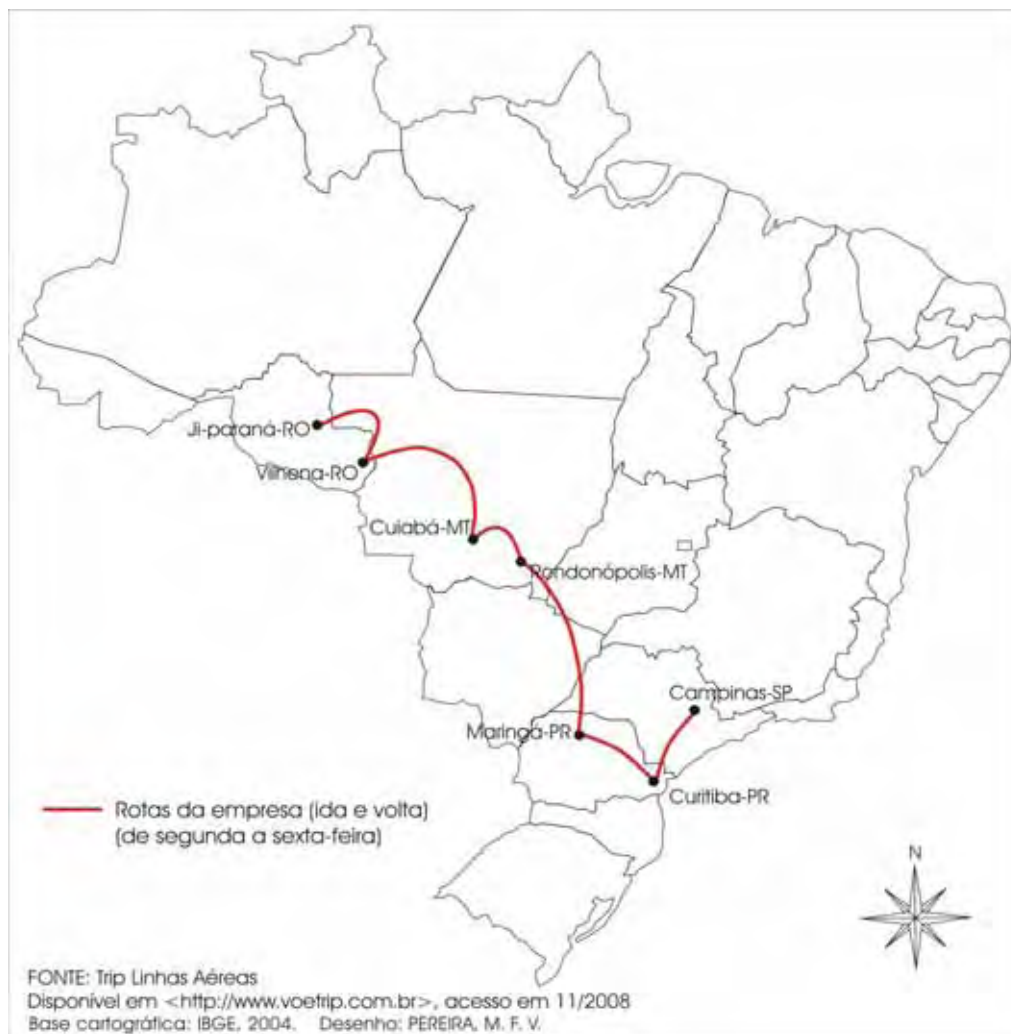 Ji-paraná-RO
Vilhena-RO
Cuiabá-MT
Rondonópolis-MT
Campinas-SP
Maringá-PR
Curitiba-PR
Rotas da empresa (ida e volta)
(de segunda a sexta-feira)
N
FONTE: Trip Linhas Aéreas
Disponível em <http://www.voetrip.com.br>, acesso em 11/2008
Base cartográfica: IBGE, 2004. Desenho: PEREIRA, M. F. V.